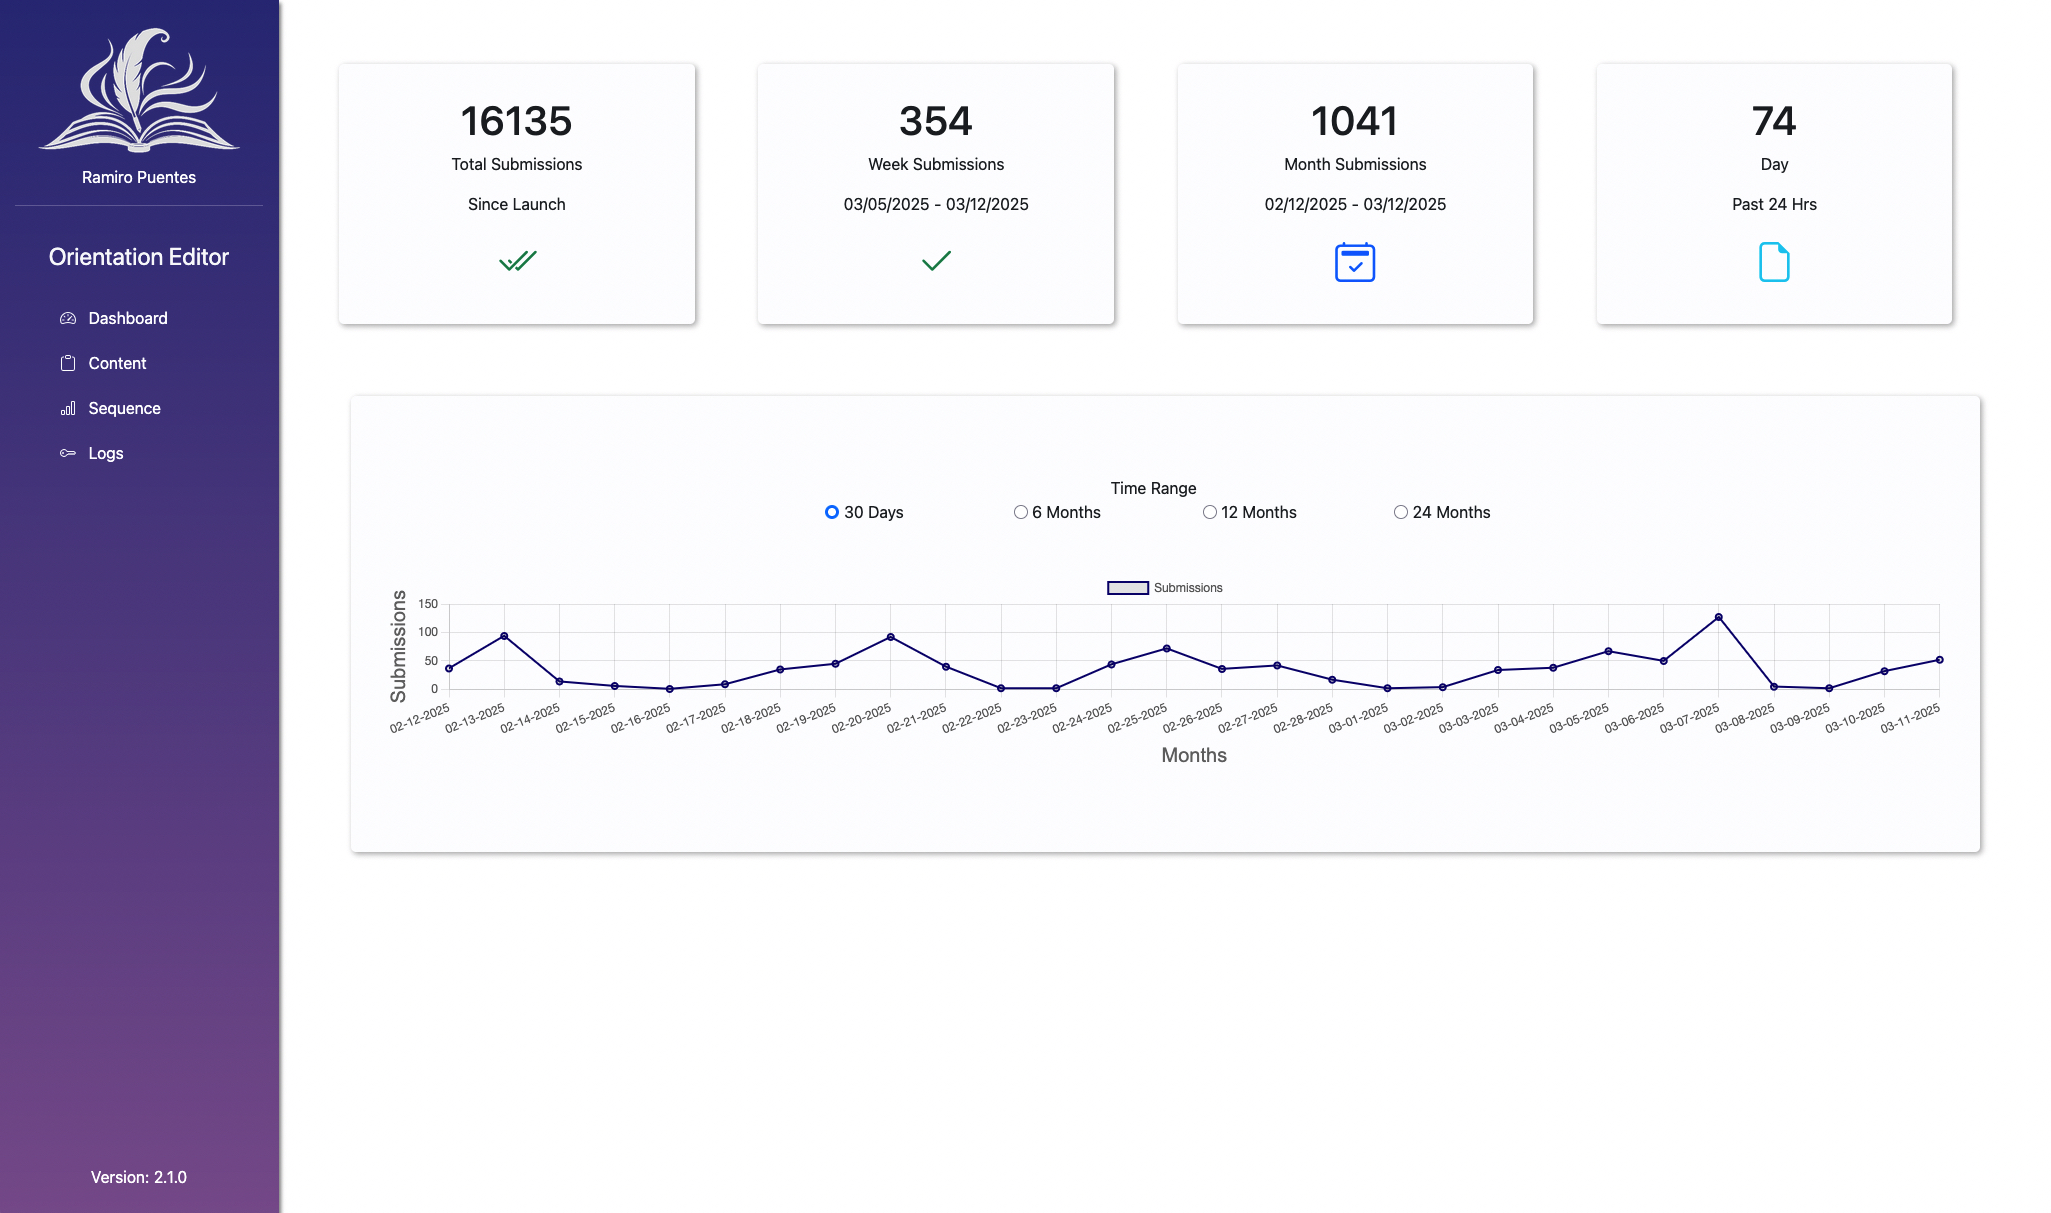 Ramiro Puentes
Orientation Editor
Dashboard
Content
Sequence
Logs
Version: 2.1.0
16135
Total Submissions
Since Launch
354
Week Submissions
03/05/2025 - 03/12/2025
1041
Month Submissions
02/12/2025 - 03/12/2025
74
Day
Past 24 Hrs
Time Range
30 Days
6 Months
12 Months
24 Months
Submissions
Submissions
150
100
50
0
02-12-2025
02-13-2025
02-14-2025
02-15-2025
02-16-2025
02-17-2025
02-18-2025
02-19-2025
02-20-2025
02-21-2025
02-22-2025
02-23-2025
02-24-2025
02-25-2025
02-26-2025
02-27-2025
02-28-2025
03-01-2025
03-02-2025
03-03-2025
03-04-2025
03-05-2025
03-06-2025
03-07-2025
03-08-2025
03-09-2025
03-10-2025
03-11-2025
Months